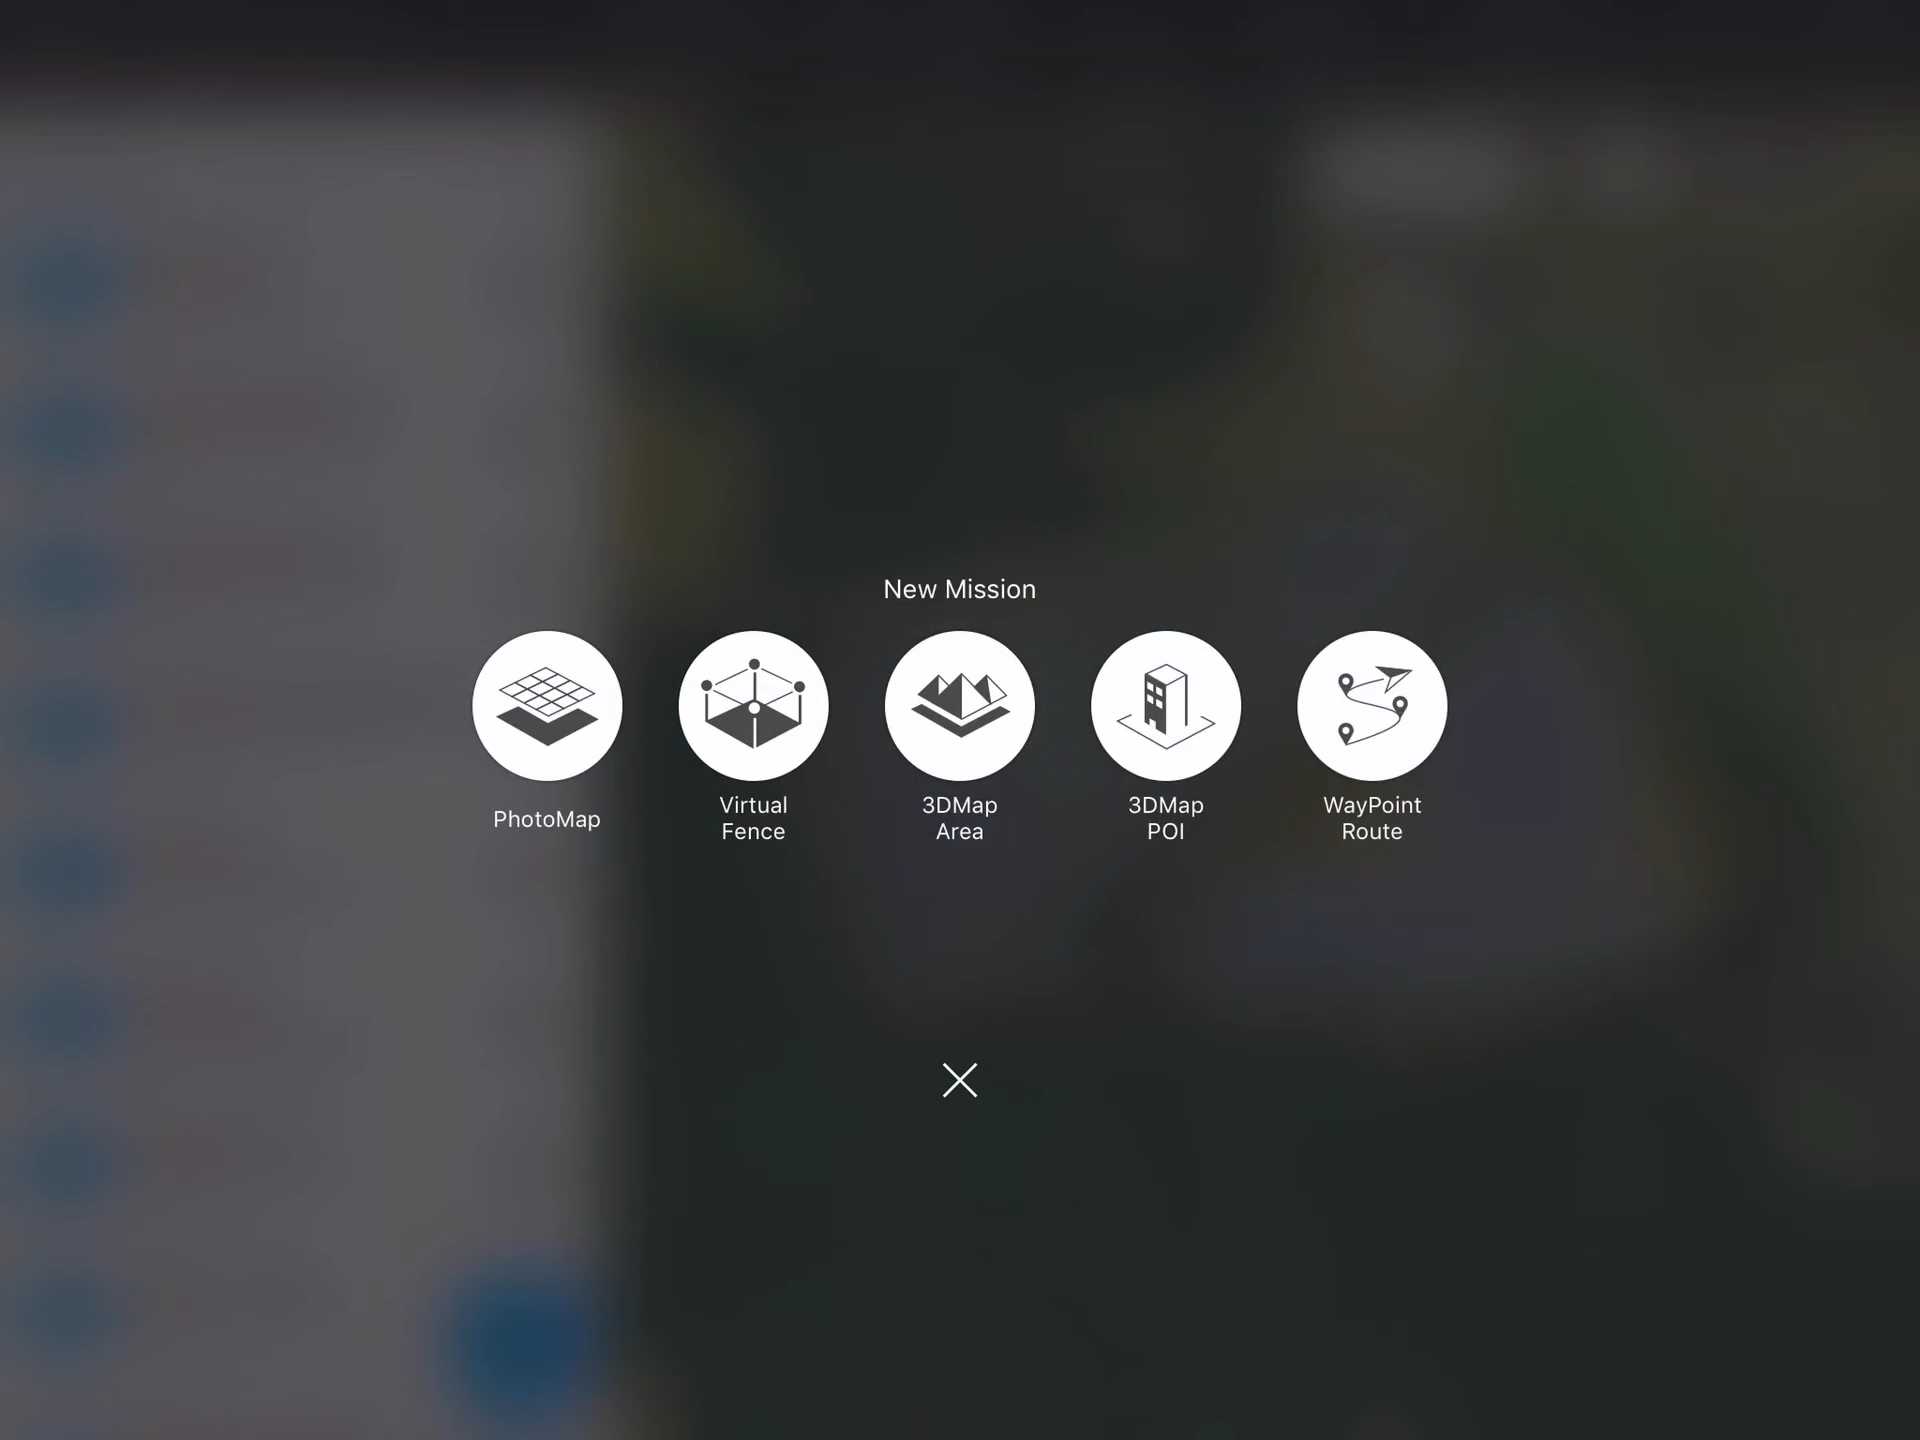 New Mission
PhotoMap
Virtual
Fence
3DMap
Area
3DMap
POI
WayPoint
Route